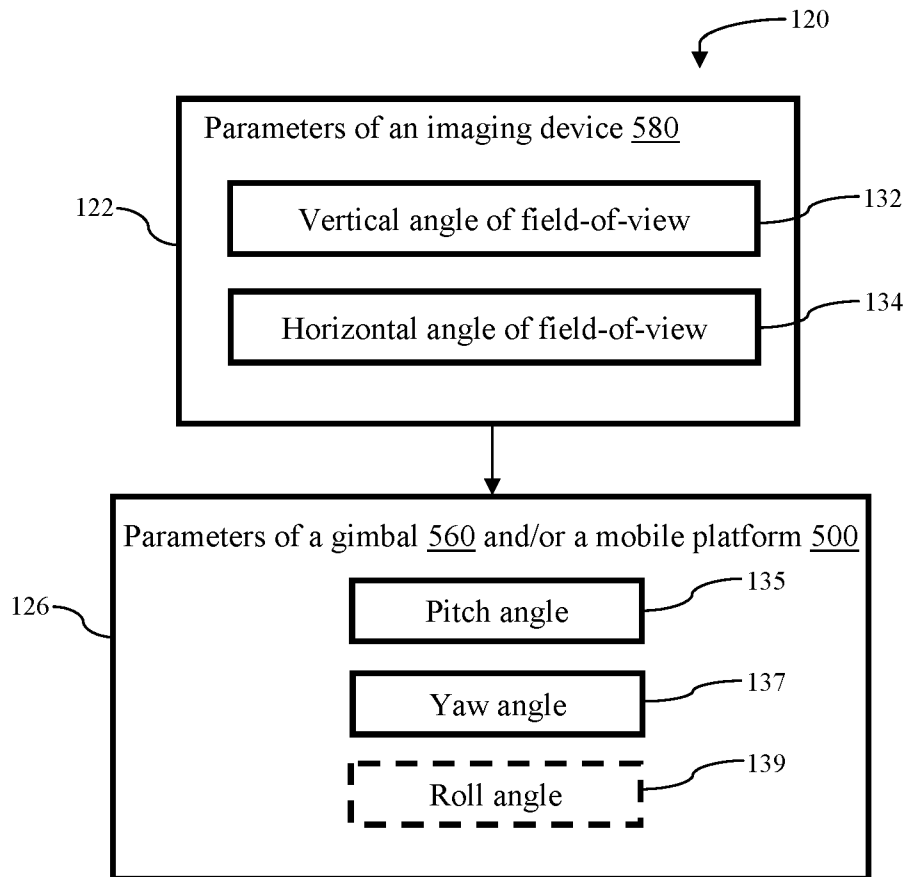 120
Parameters of an imaging device 580
122
Vertical angle of field-of-view
132
Horizontal angle of field-of-view
134
Parameters of a gimbal 560 and/or a mobile platform 500
126
Pitch angle
135
Yaw angle
137
Roll angle
139